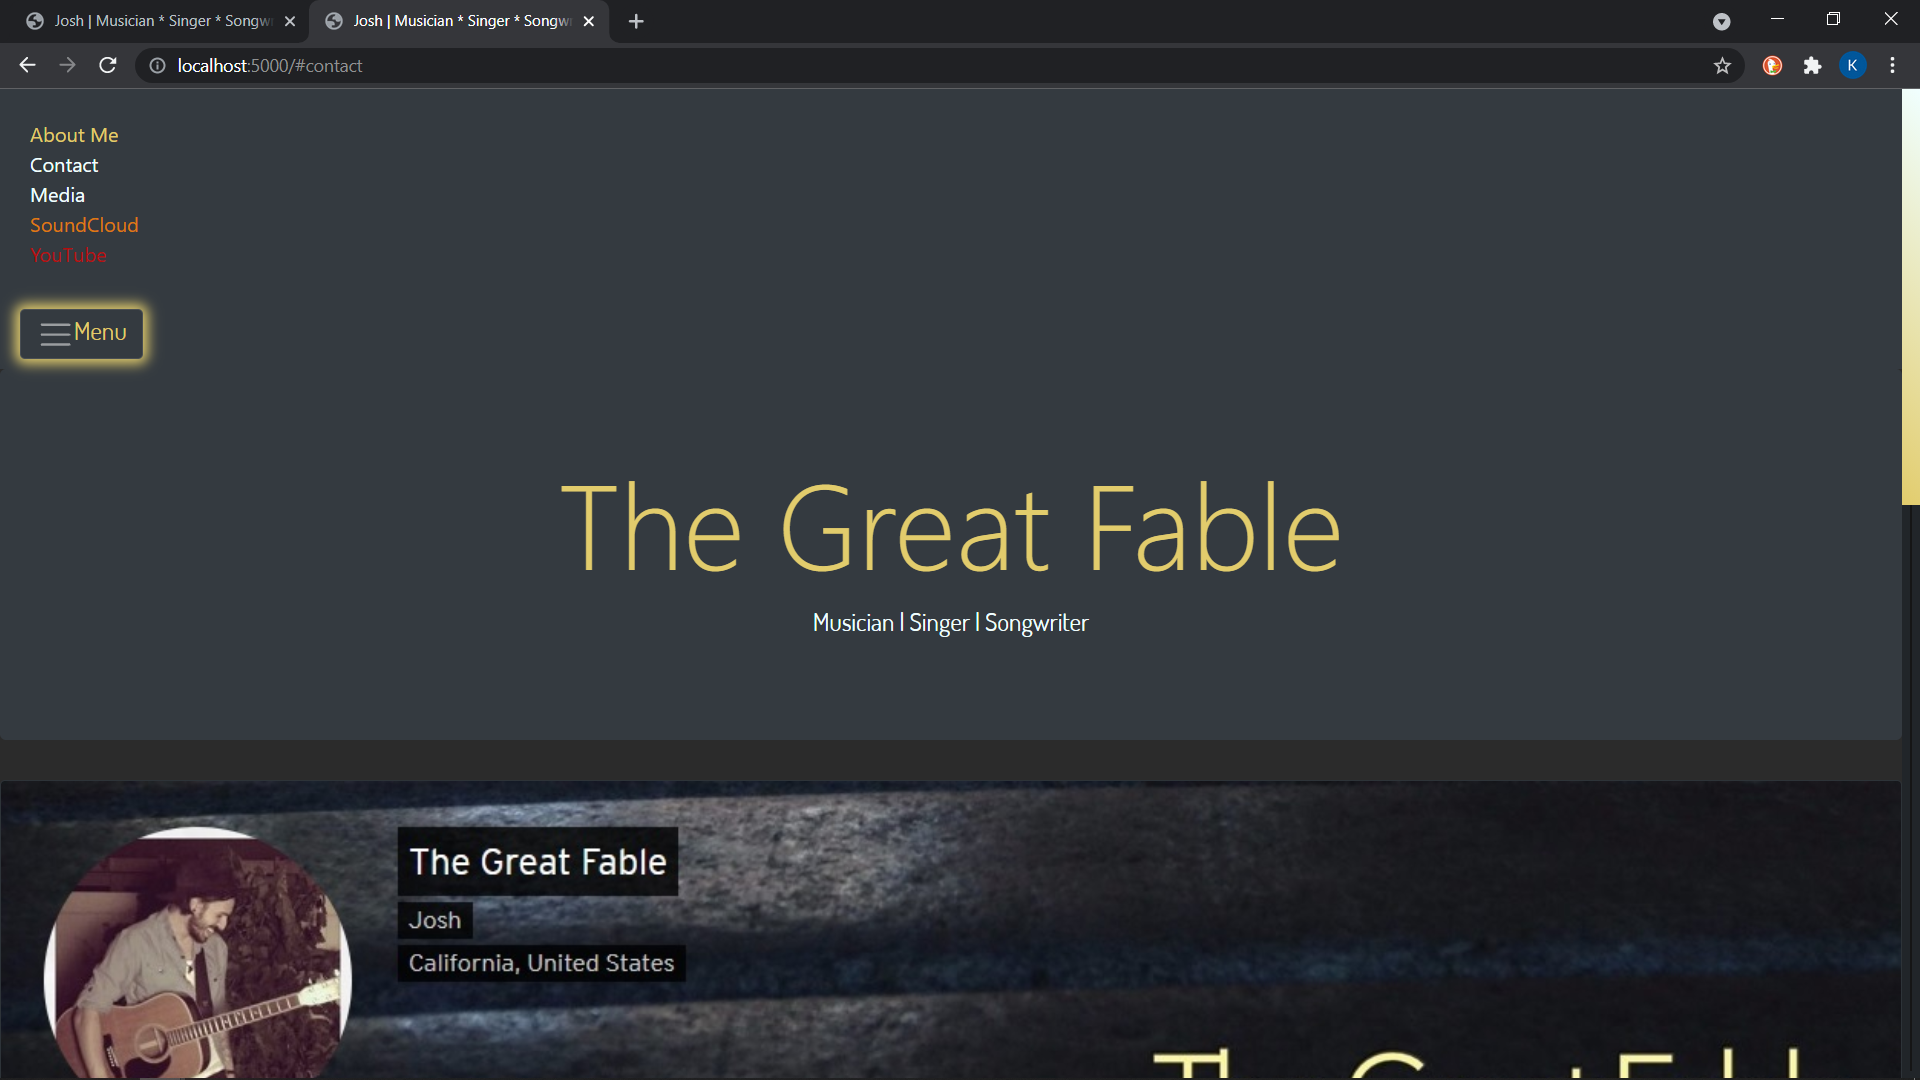 Josh | Musician * Singer * Songw
Josh | Musician * Singer * Songw
localhost:5000/#contact
K
About Me
Contact
Media
SoundCloud
YouTube
Menu
The Great Fable
Musician | Singer | Songwriter
The Great Fable
Josh
California, United States